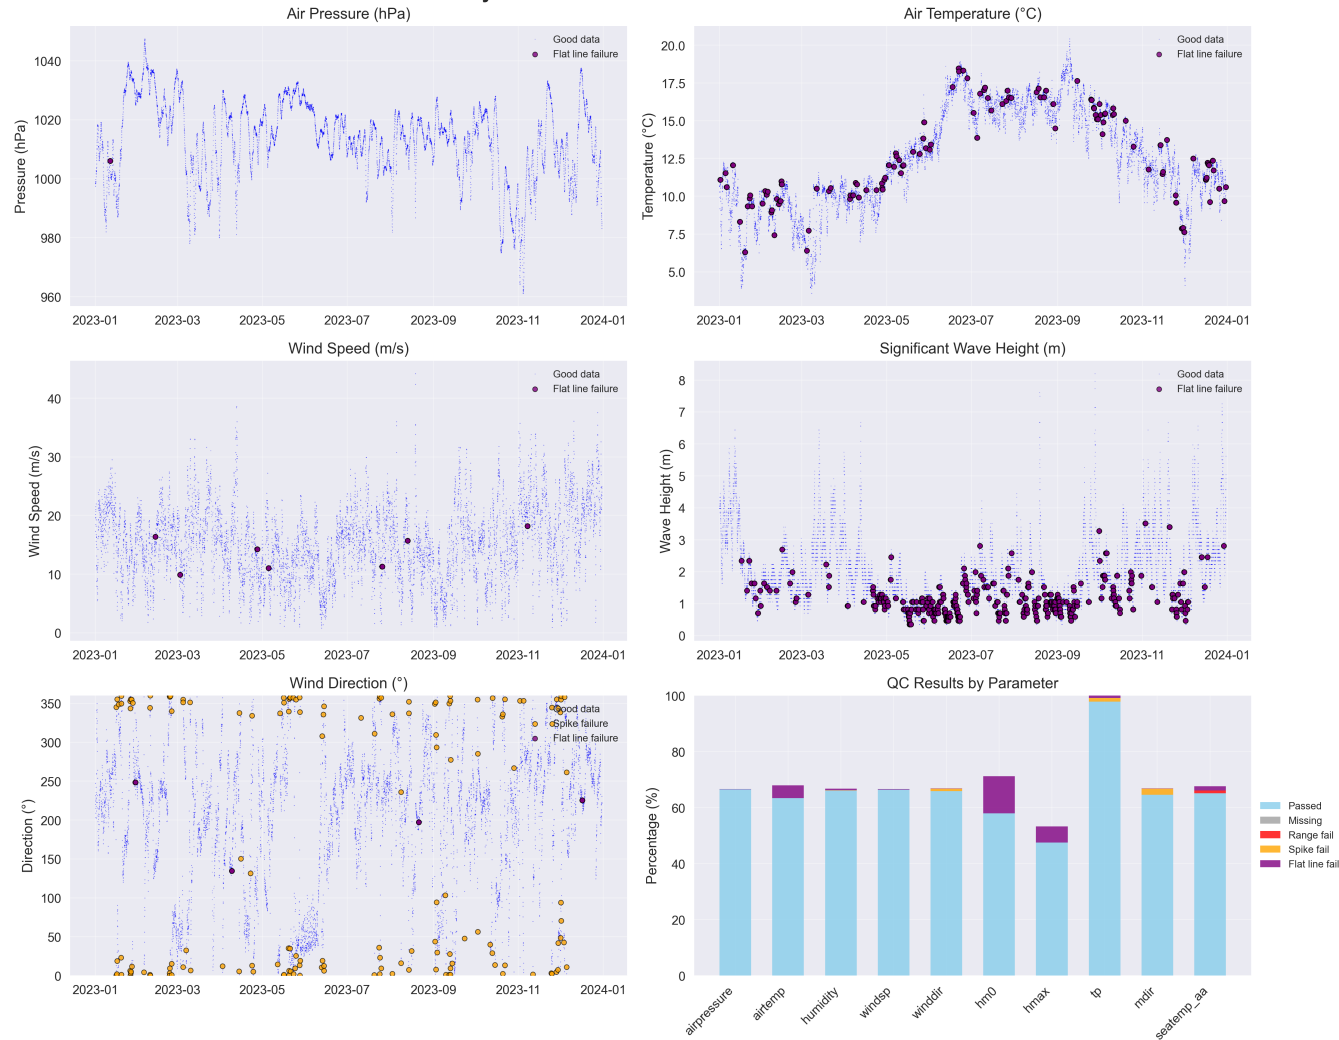 Air Pressure (hPa)
Pressure (hPa)
1040
1020
1000
980
960
Good data
Flat line failure
2023-01 2023-03 2023-05 2023-07 2023-09 2023-11 2024-01
Air Temperature (°C)
Temperature (°C)
20.0
17.5
15.0
12.5
10.0
7.5
5.0
Good data
Flat line failure
2023-01 2023-03 2023-05 2023-07 2023-09 2023-11 2024-01
Wind Speed (m/s)
Wind Speed (m/s)
40
30
20
10
0
Good data
Flat line failure
2023-01 2023-03 2023-05 2023-07 2023-09 2023-11 2024-01
Significant Wave Height (m)
Wave Height (m)
8
7
6
5
4
3
2
1
0
Good data
Flat line failure
2023-01 2023-03 2023-05 2023-07 2023-09 2023-11 2024-01
Wind Direction (°)
Direction (°)
350
300
250
200
150
100
50
0
Good data
Spike failure
Flat line failure
2023-01 2023-03 2023-05 2023-07 2023-09 2023-11 2024-01
QC Results by Parameter
Percentage (%)
100
80
60
40
20
0
airpressure
airtemp
humidity
windsp
winddir
hm0
hmax
tp
mdir
seatemp_aa
Passed
Missing
Range fail
Spike fail
Flat line fail